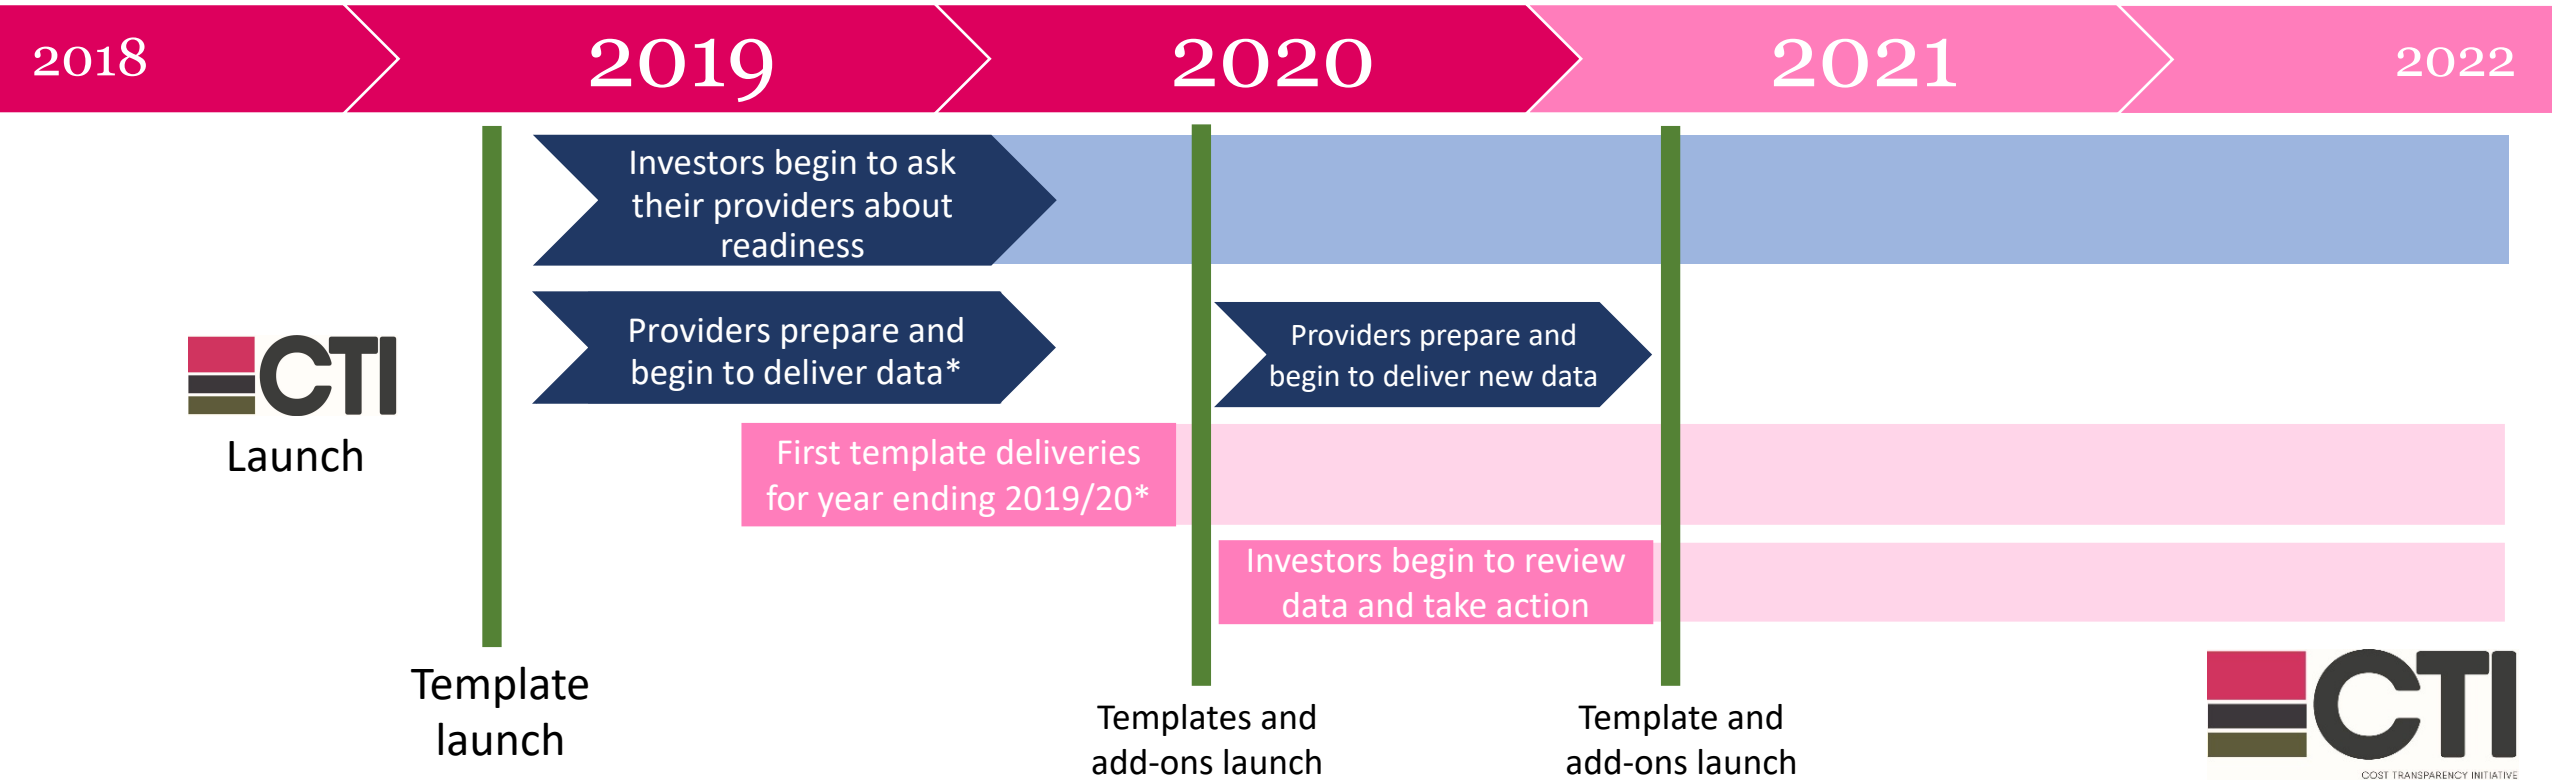 2018
2019
2020
2021
2022
Investors begin to ask
their providers about
readiness
Providers prepare and
begin to deliver data*
Providers prepare and
begin to deliver new data
CTI
Launch
First template deliveries
for year ending 2019/20*
Investors begin to review
data and take action
Template
launch
Templates and
add-ons launch
Template and
add-ons launch
CTI
COST TRANSPARENCY INITIATIVE